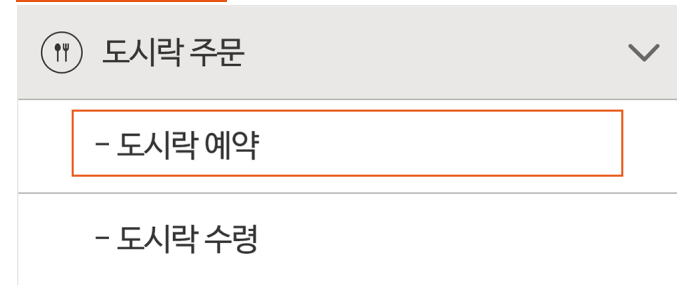 도시락 주문
- 도시락 예약
- 도시락 수령